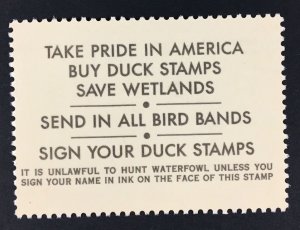 TAKE PRIDE IN AMERICA
BUY DUCK STAMPS
SAVE WETLANDS
SEND IN ALL BIRD BANDS
SIGN YOUR DUCK STAMPS
IT IS UNLAWFUL TO HUNT WATERFOWL UNLESS YOU
SIGN YOUR NAME IN INK ON THE FACE OF THIS STAMP